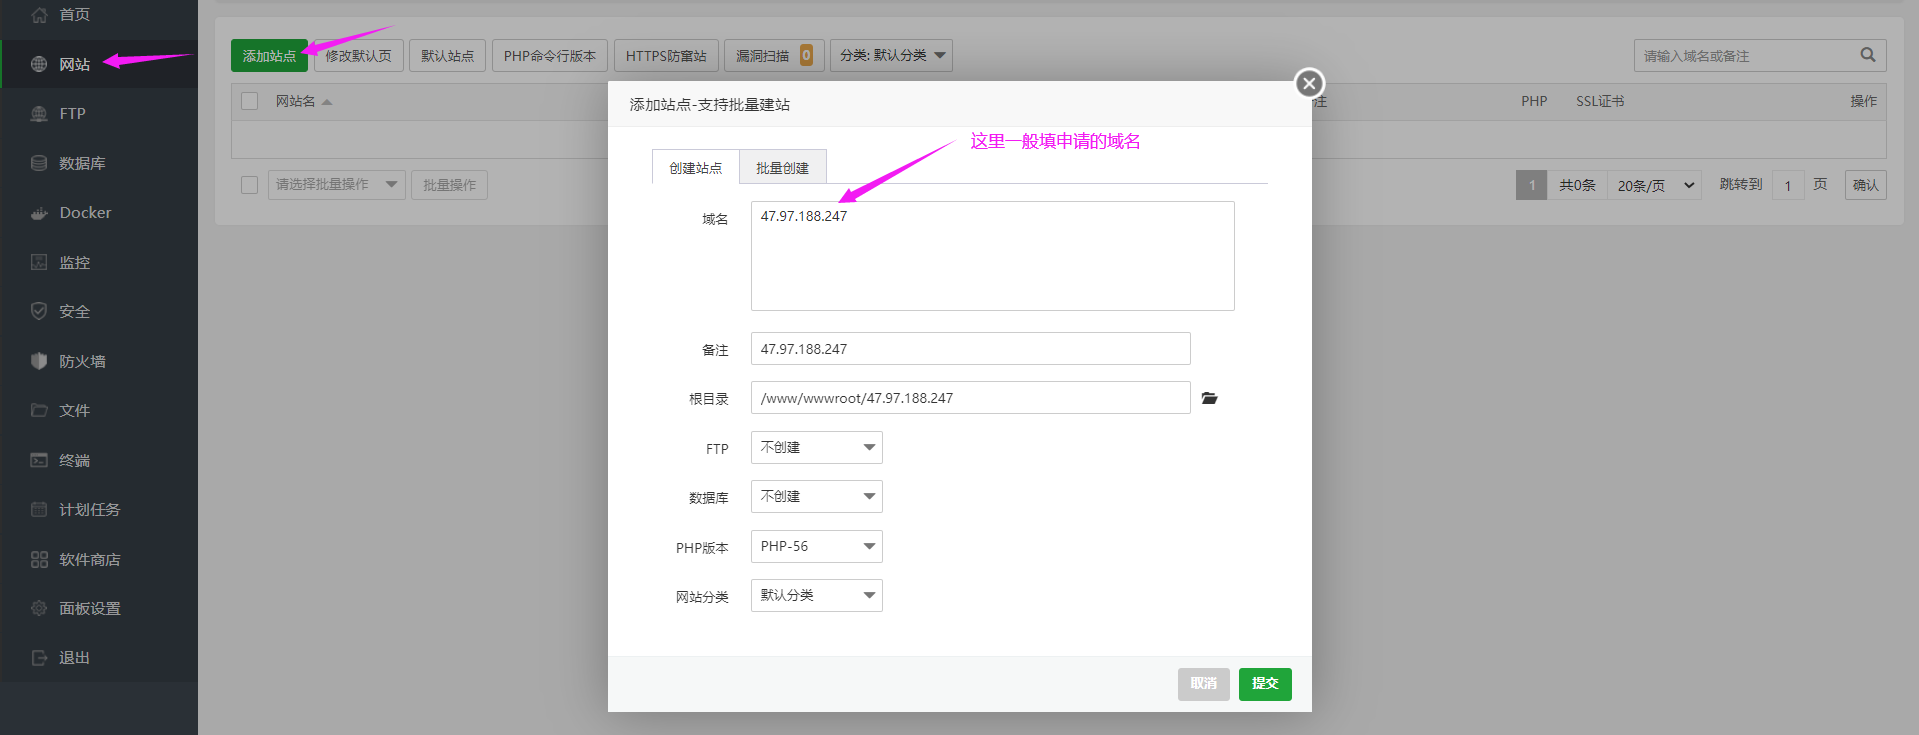 首页
网站
FTP
数据库
Docker
监控
安全
防火墙
文件
终端
计划任务
软件商店
面板设置
退出
添加站点 修改默认页 默认站点 PHP命令行版本 HTTPS防窜站 漏洞扫描 0 分类: 默认分类 请输入域名或备注
网站名 注 PHP SSL证书 操作
请选择批量操作 批量操作 1 共0条 20条/页 跳转到 1 页 确认
添加站点-支持批量建站
这里一般填申请的域名
创建站点 批量创建
域名 47.97.188.247
备注 47.97.188.247
根目录 /www/wwwroot/47.97.188.247
FTP 不创建
数据库 不创建
PHP版本 PHP-56
网站分类 默认分类
取消 提交